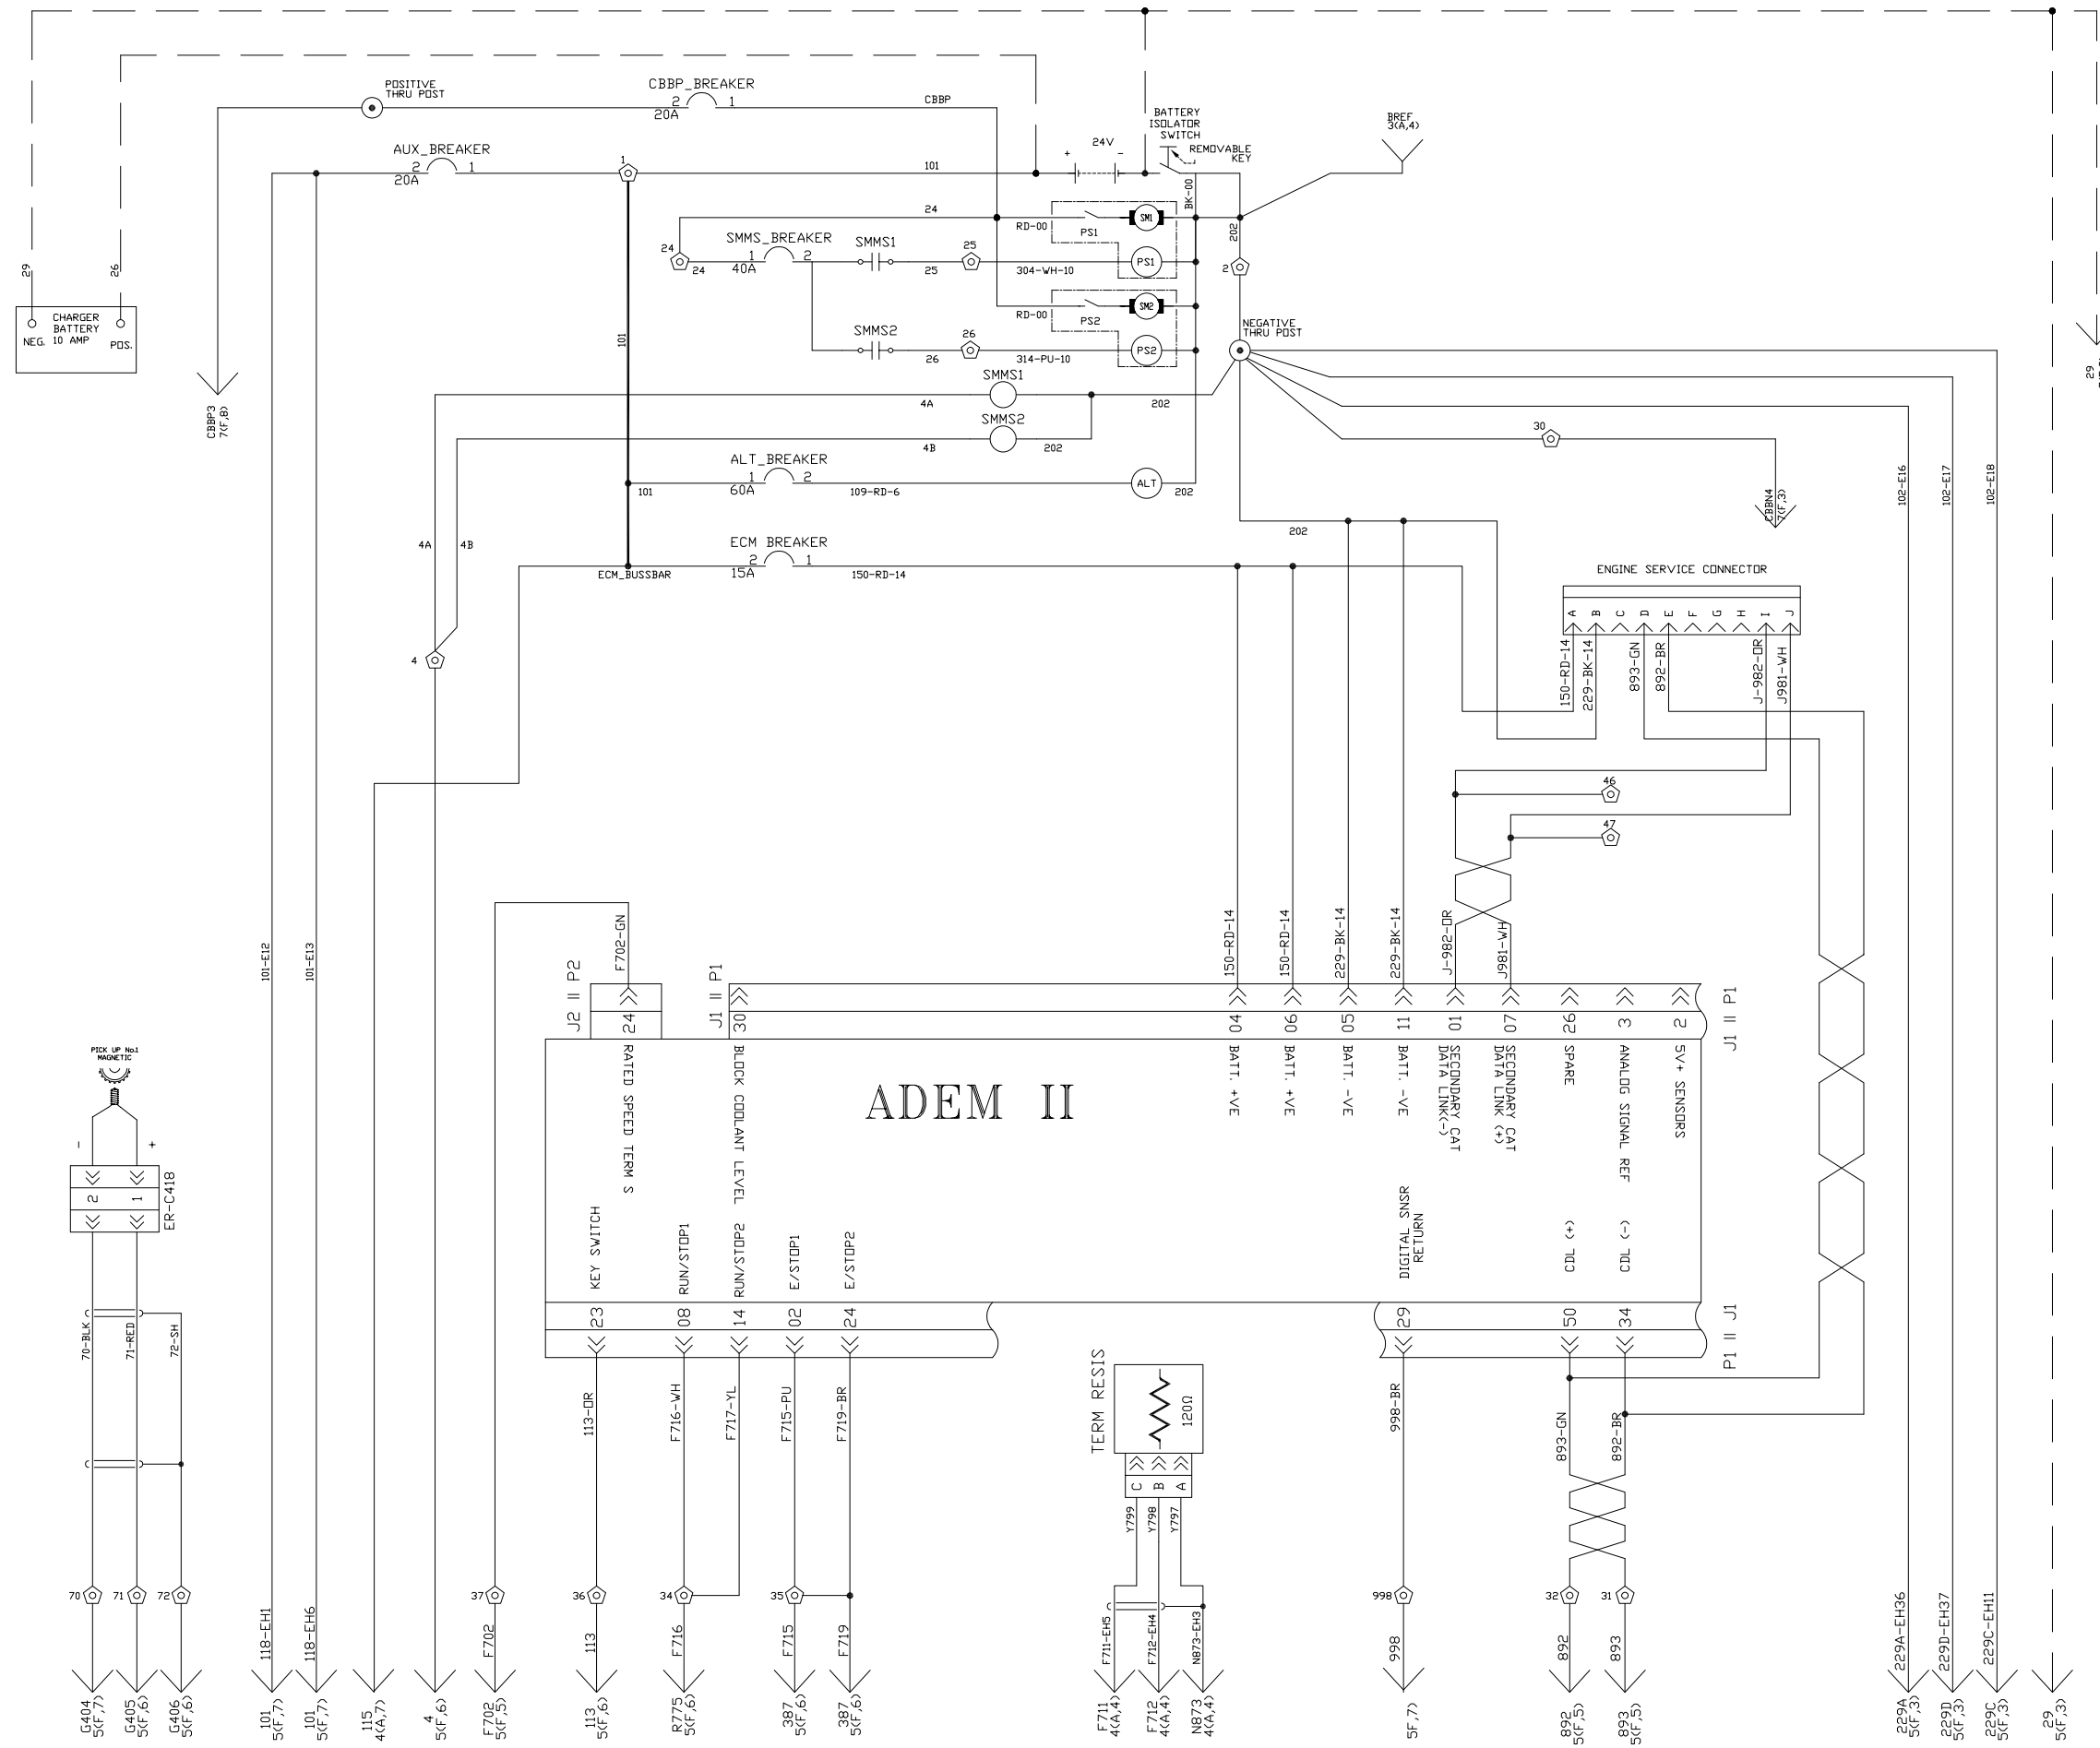 POSITIVE
THRU POST
CBBP_BREAKER
2 1
20A
CBBP
BATTERY
ISOLATOR
SWITCH
REMOVABLE
KEY
BREF
3(A,4)
24V
+ -
AUX_BREAKER
2 1
20A
1
101
BK-00
24
RD-00
PS1
SM1
202
SMMS_BREAKER
1 2
40A
24
24
SMMS1
25
25
304-WH-10
PS1
2
29
26
CHARGER
BATTERY
10 AMP
NEG.
POS.
RD-00
PS2
SM2
NEGATIVE
THRU POST
101
SMMS2
26
26
314-PU-10
PS2
29
CBBP3
7(F,8)
SMMS1
4A
202
SMMS2
4B
202
30
ALT_BREAKER
1 2
60A
101
109-RD-6
ALT
202
CBBN4
7(F,3)
102-E16
102-E17
102-E18
4A
4B
ECM BREAKER
2 1
15A
ECM_BUSSBAR
150-RD-14
202
ENGINE SERVICE CONNECTOR
A B C D E F G H I J
150-RD-14
229-BK-14
893-GN
892-BR
J-982-OR
J981-WH
4
46
47
101-E12
101-E13
F702-GN
150-RD-14
150-RD-14
229-BK-14
229-BK-14
J-982-OR
J981-WH
J2 || P2
24
J1 || P1
30
04
06
05
11
01
07
26
3
2
J1 || P1
RATED SPEED TERM S
BLOCK COOLANT LEVEL
ADEM II
BATT. +VE
BATT. +VE
BATT. -VE
BATT. -VE
SECONDARY CAT
DATA LINK(-)
SECONDARY CAT
DATA LINK (+)
SPARE
ANALOG SIGNAL REF
5V+ SENSORS
PICK UP No.1
MAGNETIC
- +
2 1
ER-C418
KEY SWITCH
RUN/STOP1
RUN/STOP2
E/STOP1
E/STOP2
DIGITAL SNSR
RETURN
CDL (+)
CDL (-)
23
08
14
02
24
29
50
34
P1 || J1
70-BLK
71-RED
72-SH
113-OR
F716-WH
F717-YL
F715-PU
F719-BR
TERM RESIS
120Ω
C B A
Y799
Y798
Y797
998-BR
893-GN
892-BR
70
71
72
37
36
34
35
998
32
31
118-EH1
118-EH6
F702
113
F716
F715
F719
F711-EH5
F712-EH4
N873-EH3
998
892
893
229A-EH36
229D-EH37
229C-EH11
G404
5(F,7)
G405
5(F,6)
G406
5(F,6)
101
5(F,7)
101
5(F,7)
115
4(A,7)
4
5(F,6)
F702
5(F,5)
113
5(F,6)
R775
5(F,6)
387
5(F,6)
387
5(F,6)
F711
4(A,4)
F712
4(A,4)
N873
4(A,4)
5F,7)
892
5(F,5)
893
5(F,5)
229A
5(F,3)
229D
5(F,3)
229C
5(F,3)
29
5(F,3)